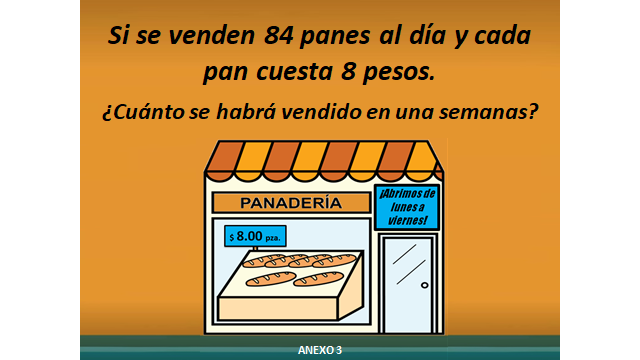 Si se venden 84 panes al día y cada
pan cuesta 8 pesos.
¿Cuánto se habrá vendido en una semanas?
PANADERÍA
¡Abrimos de
lunes a
viernes!
$ 8.00 pza.
ANEXO 3